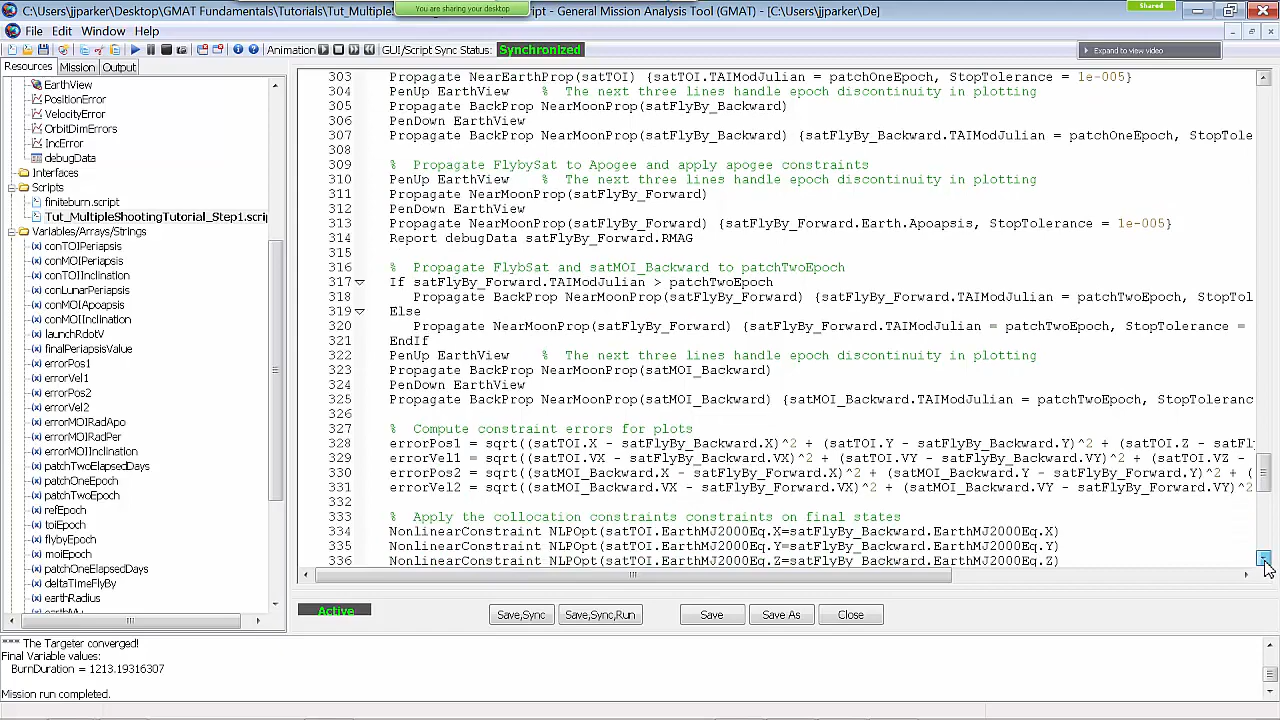 C:\Users\jjparker\Desktop\GMAT Fundamentals\Tutorials\Tut_Multiple
You are sharing your desktop
ript - General Mission Analysis Tool (GMAT) - [C:\Users\jjparker\De]
Shared
File Edit Window Help
Animation
GUI/Script Sync Status: Synchronized
Expand to view video
Resources Mission Output
EarthView
PositionError
VelocityError
OrbitDimErrors
IncError
debugData
Interfaces
Scripts
finiteburn.script
Tut_MultipleShootingTutorial_Step1.scrip
Variables/Arrays/Strings
conTOIPeriapsis
conMOIPeriapsis
conTOIInclination
conLunarPeriapsis
conMOIApoapsis
conMOIInclination
launchRdotV
finalPeriapsisValue
errorPos1
errorVel1
errorPos2
errorVel2
errorMOIRadApo
errorMOIRadPer
errorMOIInclination
patchTwoElapsedDays
patchOneEpoch
patchTwoEpoch
refEpoch
toiEpoch
flybyEpoch
moiEpoch
patchOneElapsedDays
deltaTimeFlyBy
earthRadius
earthMu
303 Propagate NearEarthProp(satTOI) {satTOI.TAIModJulian = patchOneEpoch, StopTolerance = 1e-005}
304 PenUp EarthView % The next three lines handle epoch discontinuity in plotting
305 Propagate BackProp NearMoonProp(satFlyBy_Backward)
306 PenDown EarthView
307 Propagate BackProp NearMoonProp(satFlyBy_Backward) {satFlyBy_Backward.TAIModJulian = patchOneEpoch, StopTole
308
309 % Propagate FlybySat to Apogee and apply apogee constraints
310 PenUp EarthView % The next three lines handle epoch discontinuity in plotting
311 Propagate NearMoonProp(satFlyBy_Forward)
312 PenDown EarthView
313 Propagate NearMoonProp(satFlyBy_Forward) {satFlyBy_Forward.Earth.Apoapsis, StopTolerance = 1e-005}
314 Report debugData satFlyBy_Forward.RMAG
315
316 % Propagate FlybSat and satMOI_Backward to patchTwoEpoch
317 If satFlyBy_Forward.TAIModJulian > patchTwoEpoch
318 Propagate BackProp NearMoonProp(satFlyBy_Forward) {satFlyBy_Forward.TAIModJulian = patchTwoEpoch, StopTol
319 Else
320 Propagate NearMoonProp(satFlyBy_Forward) {satFlyBy_Forward.TAIModJulian = patchTwoEpoch, StopTolerance =
321 EndIf
322 PenUp EarthView % The next three lines handle epoch discontinuity in plotting
323 Propagate BackProp NearMoonProp(satMOI_Backward)
324 PenDown EarthView
325 Propagate BackProp NearMoonProp(satMOI_Backward) {satMOI_Backward.TAIModJulian = patchTwoEpoch, StopToleranc
326
327 % Compute constraint errors for plots
328 errorPos1 = sqrt((satTOI.X - satFlyBy_Backward.X)^2 + (satTOI.Y - satFlyBy_Backward.Y)^2 + (satTOI.Z - satFl
329 errorVel1 = sqrt((satTOI.VX - satFlyBy_Backward.VX)^2 + (satTOI.VY - satFlyBy_Backward.VY)^2 + (satTOI.VZ -
330 errorPos2 = sqrt((satMOI_Backward.X - satFlyBy_Forward.X)^2 + (satMOI_Backward.Y - satFlyBy_Forward.Y)^2 + (
331 errorVel2 = sqrt((satMOI_Backward.VX - satFlyBy_Forward.VX)^2 + (satMOI_Backward.VY - satFlyBy_Forward.VY)^2
332
333 % Apply the collocation constraints constraints on final states
334 NonlinearConstraint NLPOpt(satTOI.EarthMJ2000Eq.X=satFlyBy_Backward.EarthMJ2000Eq.X)
335 NonlinearConstraint NLPOpt(satTOI.EarthMJ2000Eq.Y=satFlyBy_Backward.EarthMJ2000Eq.Y)
336 NonlinearConstraint NLPOpt(satTOI.EarthMJ2000Eq.Z=satFlyBy_Backward.EarthMJ2000Eq.Z)
Active
Save,Sync Save,Sync,Run Save Save As Close
*** The Targeter converged!
Final Variable values:
BurnDuration = 1213.19316307
Mission run completed.